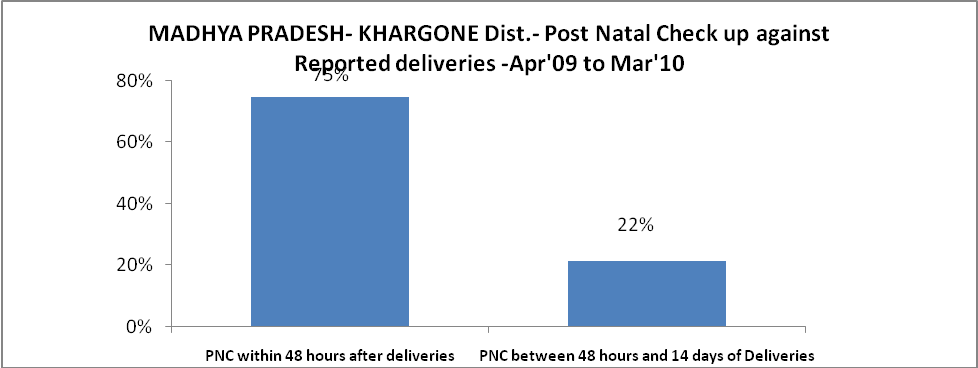 MADHYA PRADESH- KHARGONE Dist.- Post Natal Check up against
Reported deliveries -Apr'09 to Mar'10
75%
80%
60%
40%
22%
20%
0%
PNC within 48 hours after deliveries
PNC between 48 hours and 14 days of Deliveries